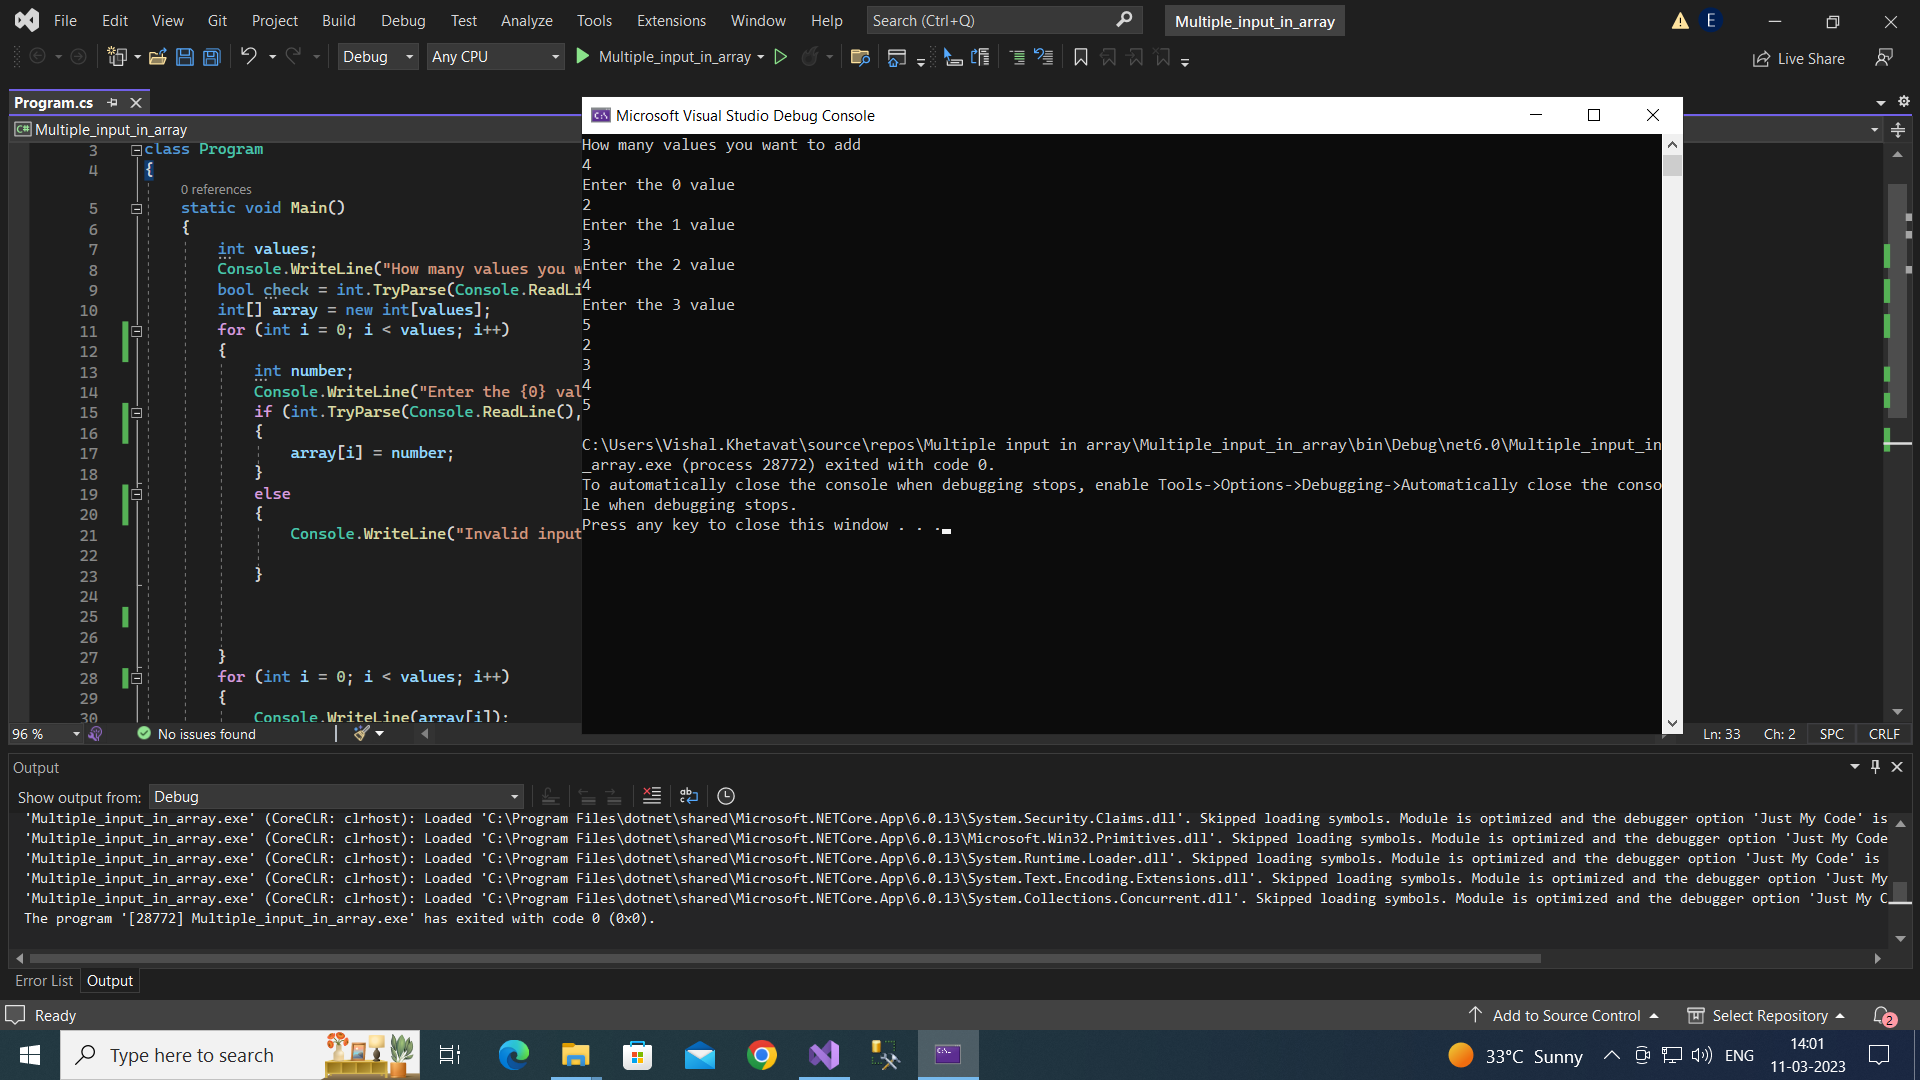 File Edit View Git Project Build Debug Test Analyze Tools Extensions Window Help Search (Ctrl+Q) Multiple_input_in_array E
Debug Any CPU Multiple_input_in_array Live Share
Program.cs
Multiple_input_in_array
3 class Program
4 {
0 references
5 static void Main()
6 {
7 int values;
8 Console.WriteLine("How many values you w
9 bool check = int.TryParse(Console.ReadLi
10 int[] array = new int[values];
11 for (int i = 0; i < values; i++)
12 {
13 int number;
14 Console.WriteLine("Enter the {0} val
15 if (int.TryParse(Console.ReadLine(),
16 {
17 array[i] = number;
18 }
19 else
20 {
21 Console.WriteLine("Invalid input
22
23 }
24
25
26
27 }
28 for (int i = 0; i < values; i++)
29 {
30 Console.WriteLine(array[i]);
Microsoft Visual Studio Debug Console
How many values you want to add
4
Enter the 0 value
2
Enter the 1 value
3
Enter the 2 value
4
Enter the 3 value
5
2
3
4
5
C:\Users\Vishal.Khetavat\source\repos\Multiple input in array\Multiple_input_in_array\bin\Debug\net6.0\Multiple_input_in
_array.exe (process 28772) exited with code 0.
To automatically close the console when debugging stops, enable Tools->Options->Debugging->Automatically close the conso
le when debugging stops.
Press any key to close this window . . .
96 % No issues found Ln: 33 Ch: 2 SPC CRLF
Output
Show output from: Debug
'Multiple_input_in_array.exe' (CoreCLR: clrhost): Loaded 'C:\Program Files\dotnet\shared\Microsoft.NETCore.App\6.0.13\System.Security.Claims.dll'. Skipped loading symbols. Module is optimized and the debugger option 'Just My Code' is
'Multiple_input_in_array.exe' (CoreCLR: clrhost): Loaded 'C:\Program Files\dotnet\shared\Microsoft.NETCore.App\6.0.13\Microsoft.Win32.Primitives.dll'. Skipped loading symbols. Module is optimized and the debugger option 'Just My Code
'Multiple_input_in_array.exe' (CoreCLR: clrhost): Loaded 'C:\Program Files\dotnet\shared\Microsoft.NETCore.App\6.0.13\System.Runtime.Loader.dll'. Skipped loading symbols. Module is optimized and the debugger option 'Just My Code' is
'Multiple_input_in_array.exe' (CoreCLR: clrhost): Loaded 'C:\Program Files\dotnet\shared\Microsoft.NETCore.App\6.0.13\System.Text.Encoding.Extensions.dll'. Skipped loading symbols. Module is optimized and the debugger option 'Just My
'Multiple_input_in_array.exe' (CoreCLR: clrhost): Loaded 'C:\Program Files\dotnet\shared\Microsoft.NETCore.App\6.0.13\System.Collections.Concurrent.dll'. Skipped loading symbols. Module is optimized and the debugger option 'Just My C
The program '[28772] Multiple_input_in_array.exe' has exited with code 0 (0x0).
Error List Output
Ready Add to Source Control Select Repository 2
Type here to search 33°C Sunny ENG 14:01
11-03-2023